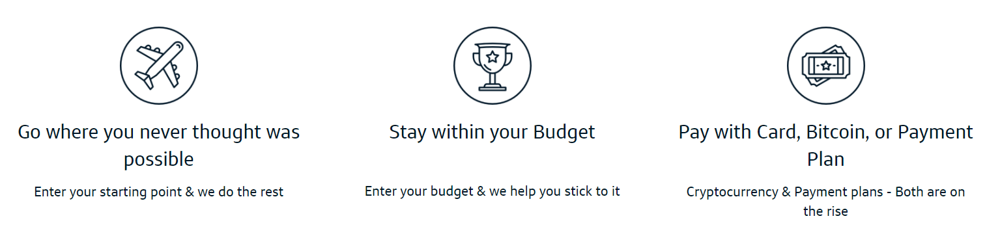 Go where you never thought was
possible
Enter your starting point & we do the rest
Stay within your Budget
Enter your budget & we help you stick to it
Pay with Card, Bitcoin, or Payment
Plan
Cryptocurrency & Payment plans - Both are on
the rise